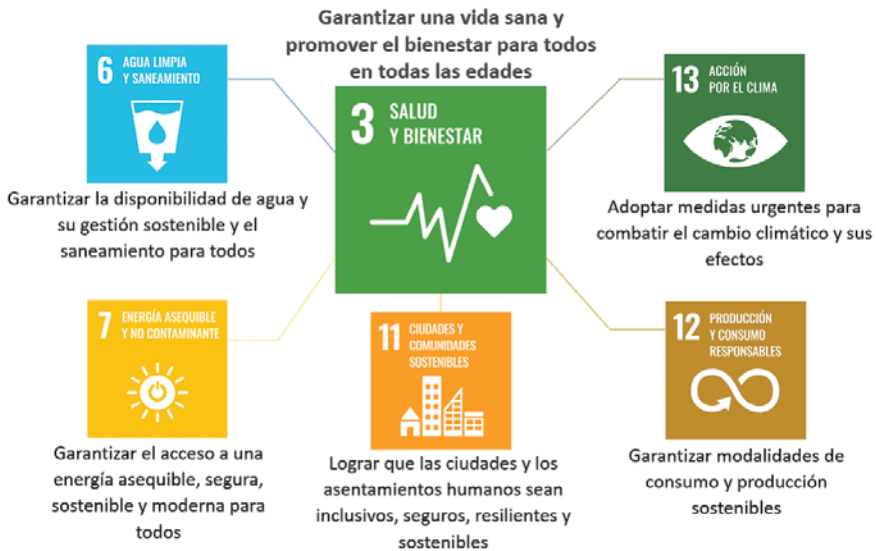 Garantizar una vida sana y
promover el bienestar para todos
en todas las edades
6 AGUA LIMPIA
Y SANEAMIENTO
Garantizar la disponibilidad de agua y
su gestión sostenible y el
saneamiento para todos
3 SALUD
Y BIENESTAR
13 ACCIÓN
POR EL CLIMA
Adoptar medidas urgentes para
combatir el cambio climático y sus
efectos
7 ENERGÍA ASEQUIBLE
Y NO CONTAMINANTE
Garantizar el acceso a una
energía asequible, segura,
sostenible y moderna para
todos
11 CIUDADES Y
COMUNIDADES
SOSTENIBLES
Lograr que las ciudades y los
asentamientos humanos sean
inclusivos, seguros, resilientes y
sostenibles
12 PRODUCCIÓN
Y CONSUMO
RESPONSABLES
Garantizar modalidades de
consumo y producción
sostenibles